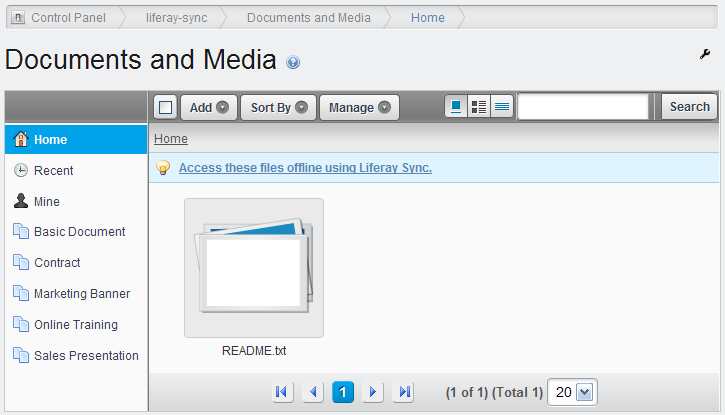 Control Panel liferay-sync Documents and Media Home
Documents and Media
Add Sort By Manage Search
Home
Recent
Mine
Basic Document
Contract
Marketing Banner
Online Training
Sales Presentation
Home
Access these files offline using Liferay Sync.
README.txt
1 (1 of 1) (Total 1) 20